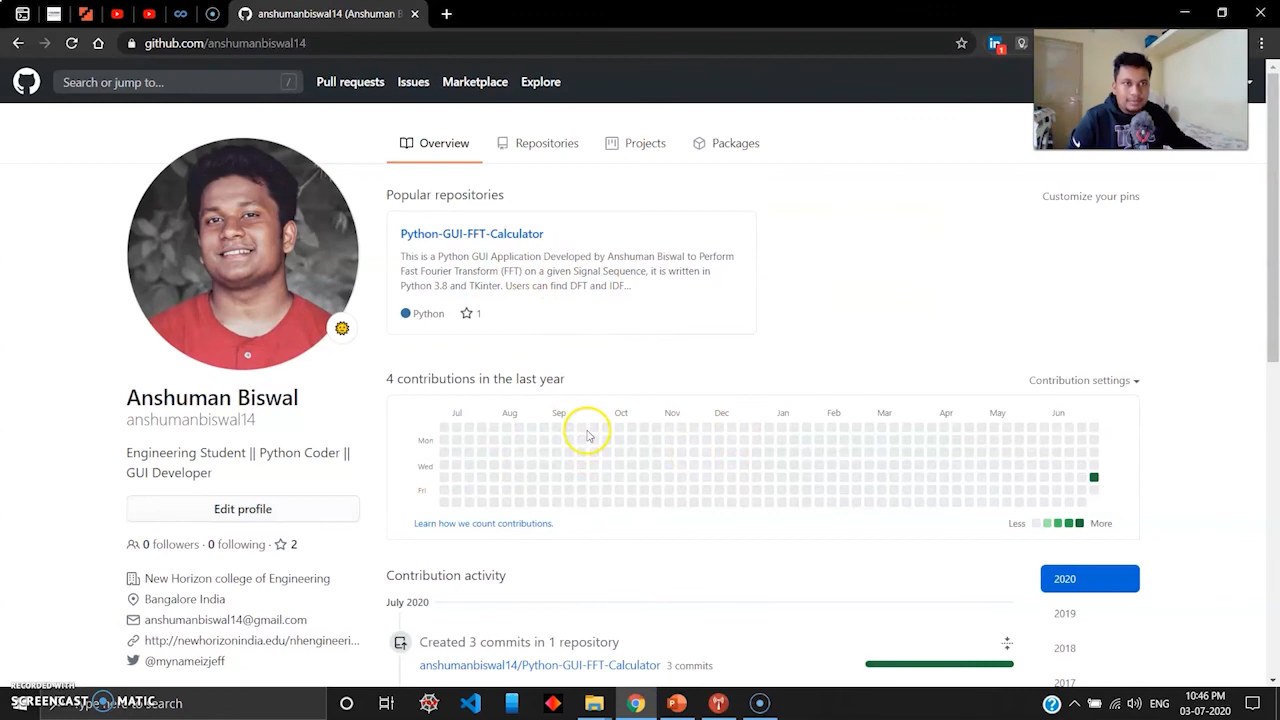 anshumanbiswal14 (Anshuman Bi
github.com/anshumanbiswal14
1
Search or jump to... /
Pull requests Issues Marketplace Explore
Overview Repositories Projects Packages
Popular repositories
Customize your pins
Python-GUI-FFT-Calculator
This is a Python GUI Application Developed by Anshuman Biswal to Perform
Fast Fourier Transform (FFT) on a given Signal Sequence, it is written in
Python 3.8 and TKinter. Users can find DFT and IDF...
Python 1
Anshuman Biswal
anshumanbiswal14
Engineering Student || Python Coder ||
GUI Developer
Edit profile
0 followers · 0 following · 2
New Horizon college of Engineering
Bangalore India
anshumanbiswal14@gmail.com
http://newhorizonindia.edu/nhengineeri...
@mynameizjeff
4 contributions in the last year
Contribution settings
Jul Aug Sep Oct Nov Dec Jan Feb Mar Apr May Jun
Mon
Wed
Fri
Learn how we count contributions.
Less More
Contribution activity
2020
2019
2018
2017
July 2020
Created 3 commits in 1 repository
anshumanbiswal14/Python-GUI-FFT-Calculator 3 commits
RECORDED WITH
SCREENCAST MATIC
search
ENG
10:46 PM
03-07-2020